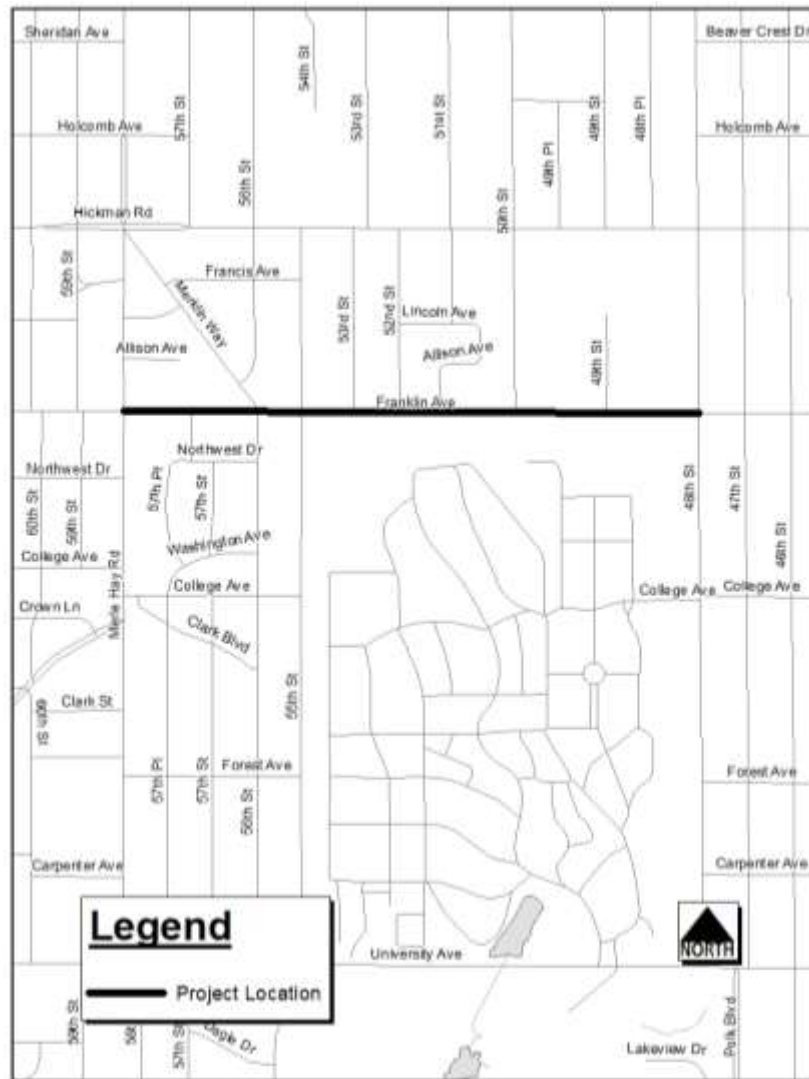 Sheridan Ave
Beaver Crest Dr
54th St
57th St
53rd St
51st St
49th St
48th Pl
Holcomb Ave
Holcomb Ave
49th Pl
56th St
50th St
Hickman Rd
59th St
Francis Ave
Merklin Way
53rd St
52nd St
Lincoln Ave
Allison Ave
Allison Ave
49th St
Franklin Ave
Northwest Dr
Northwest Dr
60th St
59th St
57th Pl
57th St
48th St
47th St
46th St
Washington Ave
College Ave
College Ave
College Ave
College Ave
Merle Hay Rd
Crown Ln
Clark Blvd
55th St
Clark St
60th St
57th Pl
57th St
Forest Ave
Forest Ave
56th St
Carpenter Ave
Carpenter Ave
Legend
Project Location
University Ave
NORTH
59th St
57th St
Lakeview Dr
Polk Blvd